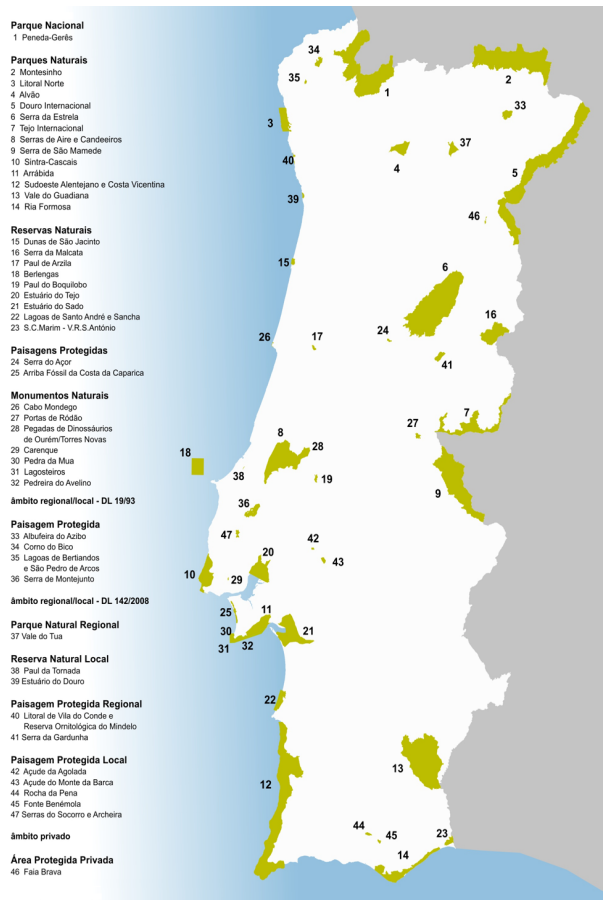 Parque Nacional
1 Peneda-Gerês
Parques Naturais
2 Montesinho
3 Litoral Norte
4 Alvão
5 Douro Internacional
6 Serra da Estrela
7 Tejo Internacional
8 Serras de Aire e Candeeiros
9 Serra de São Mamede
10 Sintra-Cascais
11 Arrábida
12 Sudoeste Alentejano e Costa Vicentina
13 Vale do Guadiana
14 Ria Formosa
Reservas Naturais
15 Dunas de São Jacinto
16 Serra da Malcata
17 Paul de Arzila
18 Berlengas
19 Paul do Boquilobo
20 Estuário do Tejo
21 Estuário do Sado
22 Lagoas de Santo André e Sancha
23 S.C.Marim - V.R.S.António
Paisagens Protegidas
24 Serra do Açor
25 Arriba Fóssil da Costa da Caparica
Monumentos Naturais
26 Cabo Mondego
27 Portas de Ródão
28 Pegadas de Dinossáurios
de Ourém/Torres Novas
29 Carenque
30 Pedra da Mua
31 Lagosteiros
32 Pedreira do Avelino
âmbito regional/local - DL 19/93
Paisagem Protegida
33 Albufeira do Azibo
34 Corno do Bico
35 Lagoas de Bertiandos
e São Pedro de Arcos
36 Serra de Montejunto
âmbito regional/local - DL 142/2008
Parque Natural Regional
37 Vale do Tua
Reserva Natural Local
38 Paul da Tornada
39 Estuário do Douro
Paisagem Protegida Regional
40 Litoral de Vila do Conde e
Reserva Ornitológica do Mindelo
41 Serra da Gardunha
Paisagem Protegida Local
42 Açude da Agolada
43 Açude do Monte da Barca
44 Rocha da Pena
45 Fonte Benémola
47 Serras do Socorro e Archeira
âmbito privado
Área Protegida Privada
46 Faia Brava
34
35
1
2
33
3
37
40
4
5
39
46
15
6
16
26
17
24
41
7
27
8
28
18
38
19
9
36
47
42
20
43
10
29
25
11
30
32
21
31
22
12
13
44
45
23
14